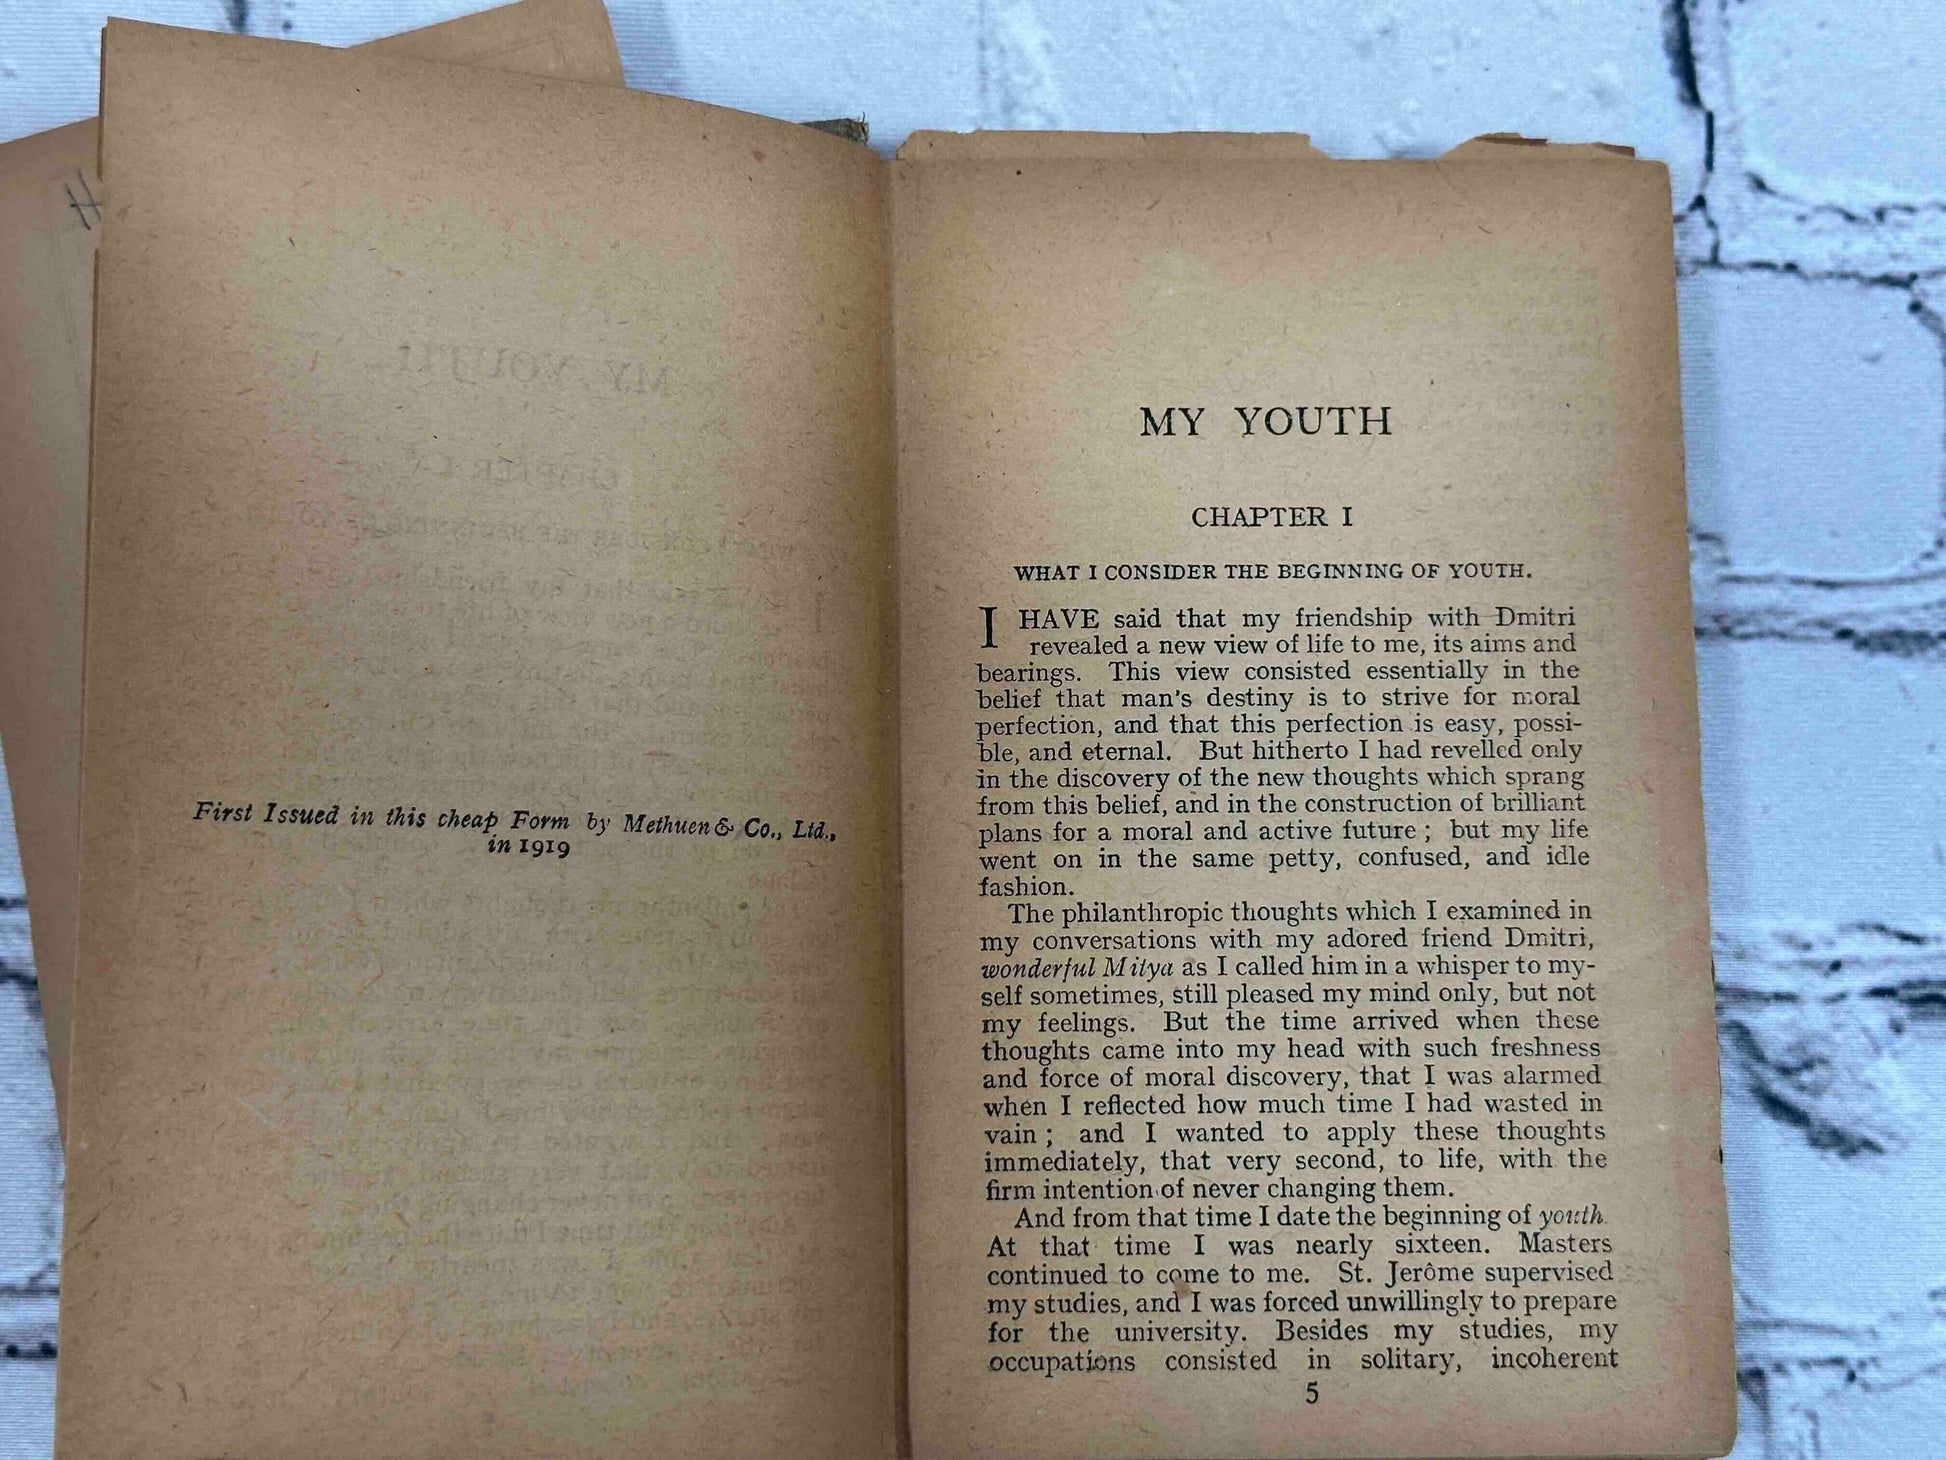 First Issued in this cheap Form by Methuen & Co., Ltd.,
in 1919
MY YOUTH
CHAPTER I
WHAT I CONSIDER THE BEGINNING OF YOUTH.
I HAVE said that my friendship with Dmitri
revealed a new view of life to me, its aims and
bearings. This view consisted essentially in the
belief that man's destiny is to strive for moral
perfection, and that this perfection is easy, possi-
ble, and eternal. But hitherto I had revelled only
in the discovery of the new thoughts which sprang
from this belief, and in the construction of brilliant
plans for a moral and active future ; but my life
went on in the same petty, confused, and idle
fashion.
The philanthropic thoughts which I examined in
my conversations with my adored friend Dmitri,
wonderful Mitya as I called him in a whisper to my-
self sometimes, still pleased my mind only, but not
my feelings. But the time arrived when these
thoughts came into my head with such freshness
and force of moral discovery, that I was alarmed
when I reflected how much time I had wasted in
vain ; and I wanted to apply these thoughts
immediately, that very second, to life, with the
firm intention of never changing them.
And from that time I date the beginning of youth.
At that time I was nearly sixteen. Masters
continued to come to me. St. Jerôme supervised
my studies, and I was forced unwillingly to prepare
for the university. Besides my studies, my
occupations consisted in solitary, incoherent
5